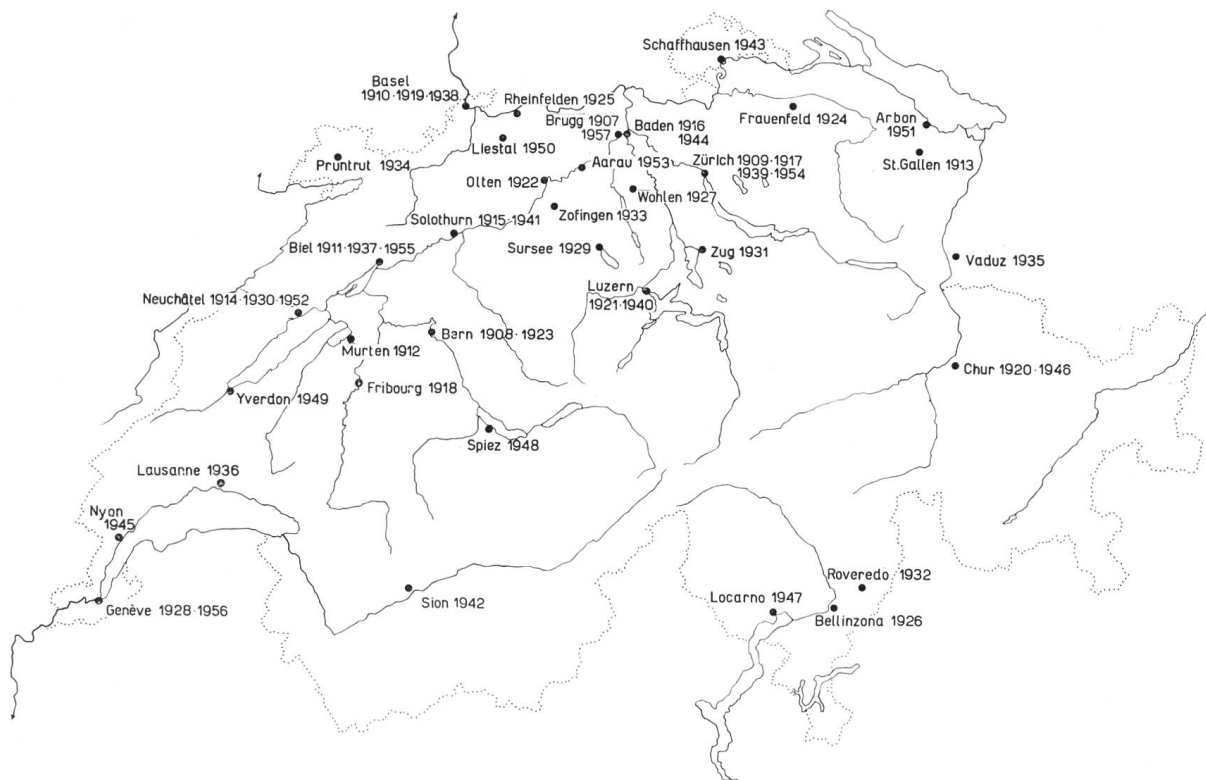 Schaffhausen 1943
Basel
1910·1919·1938
Rheinfelden 1925
Brugg 1907
1957
Baden 1916
1944
Frauenfeld 1924
Arbon
1951
Liestal 1950
Pruntrut 1934
Aarau 1953
Zürich 1909·1917
1939·1954
St.Gallen 1913
Olten 1922
Wohlen 1927
Zofingen 1933
Solothurn 1915·1941
Sursee 1929
Zug 1931
Biel 1911·1937·1955
Vaduz 1935
Luzern
1921·1940
Neuchâtel 1914·1930·1952
Bern 1908·1923
Murten 1912
Chur 1920·1946
Yverdon 1949
Fribourg 1918
Spiez 1948
Lausanne 1936
Nyon
1945
Roveredo 1932
Genève 1928·1956
Sion 1942
Locarno 1947
Bellinzona 1926